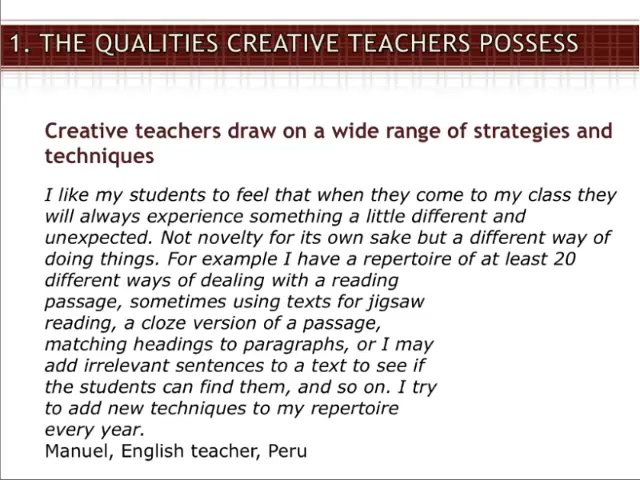 1. THE QUALITIES CREATIVE TEACHERS POSSESS
Creative teachers draw on a wide range of strategies and
techniques
I like my students to feel that when they come to my class they
will always experience something a little different and
unexpected. Not novelty for its own sake but a different way of
doing things. For example I have a repertoire of at least 20
different ways of dealing with a reading
passage, sometimes using texts for jigsaw
reading, a cloze version of a passage,
matching headings to paragraphs, or I may
add irrelevant sentences to a text to see if
the students can find them, and so on. I try
to add new techniques to my repertoire
every year.
Manuel, English teacher, Peru